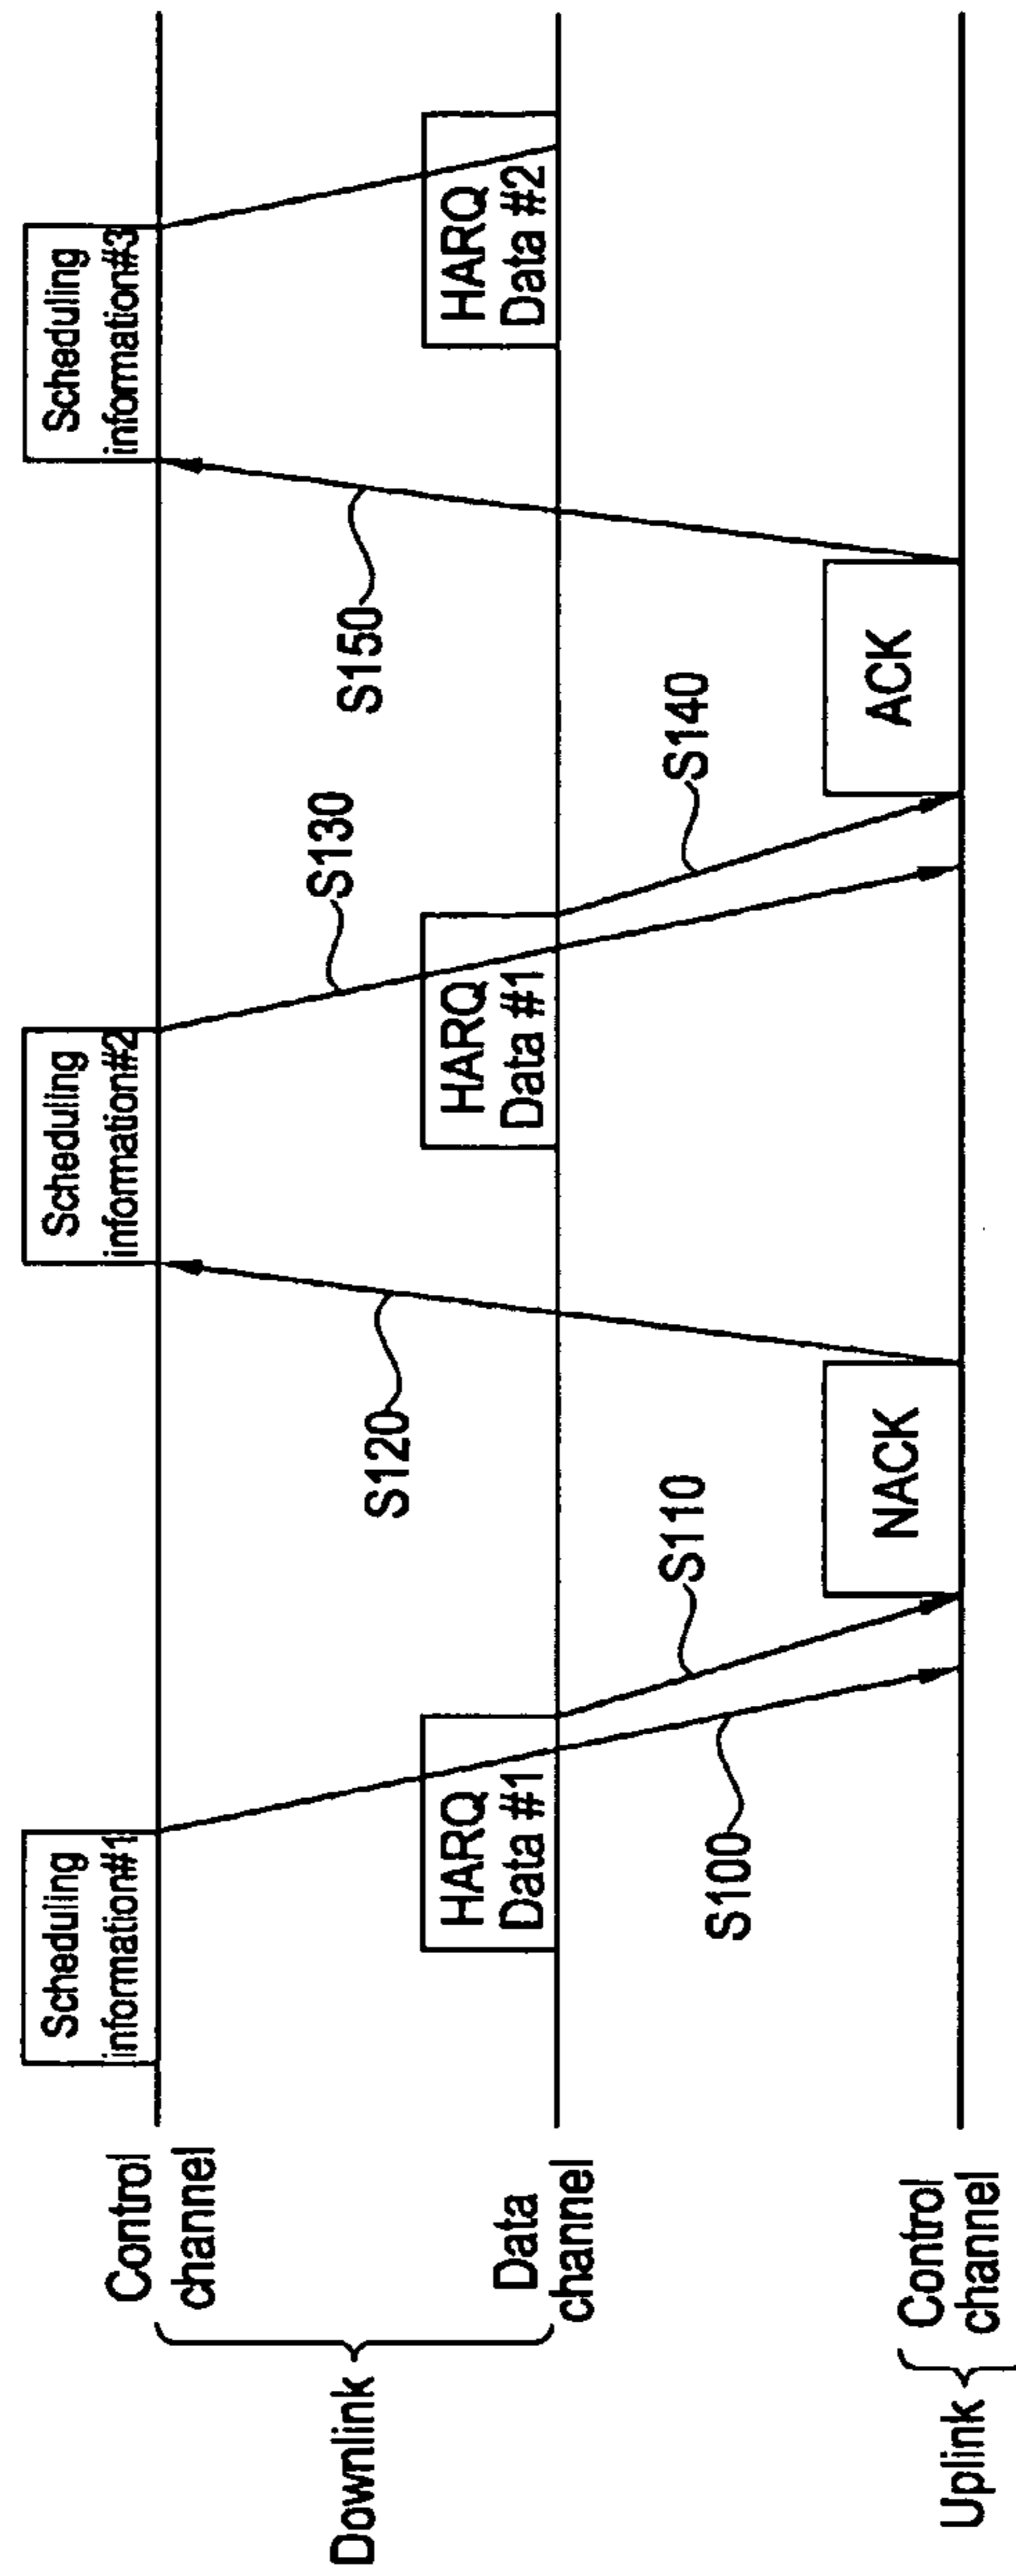 Downlink
Control
channel
Data
channel
Uplink
Control
channel
Scheduling
information#1
Scheduling
information#2
Scheduling
information#3
HARQ
Data #1
HARQ
Data #1
HARQ
Data #2
S100
S110
S120
S130
S140
S150
NACK
ACK